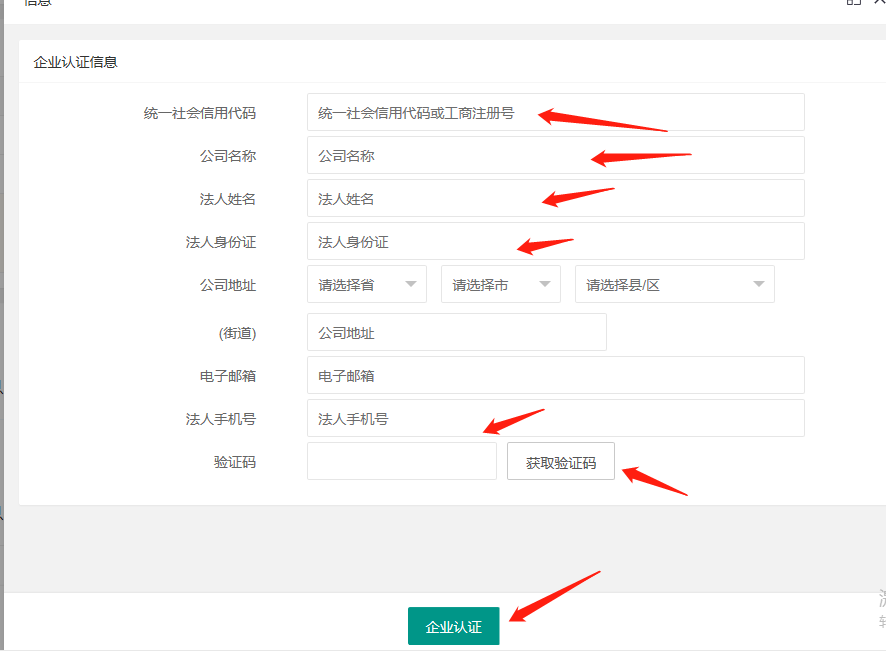 信息
企业认证信息
统一社会信用代码 统一社会信用代码或工商注册号
公司名称 公司名称
法人姓名 法人姓名
法人身份证 法人身份证
公司地址 请选择省 请选择市 请选择县/区
(街道) 公司地址
电子邮箱 电子邮箱
法人手机号 法人手机号
验证码 获取验证码
企业认证